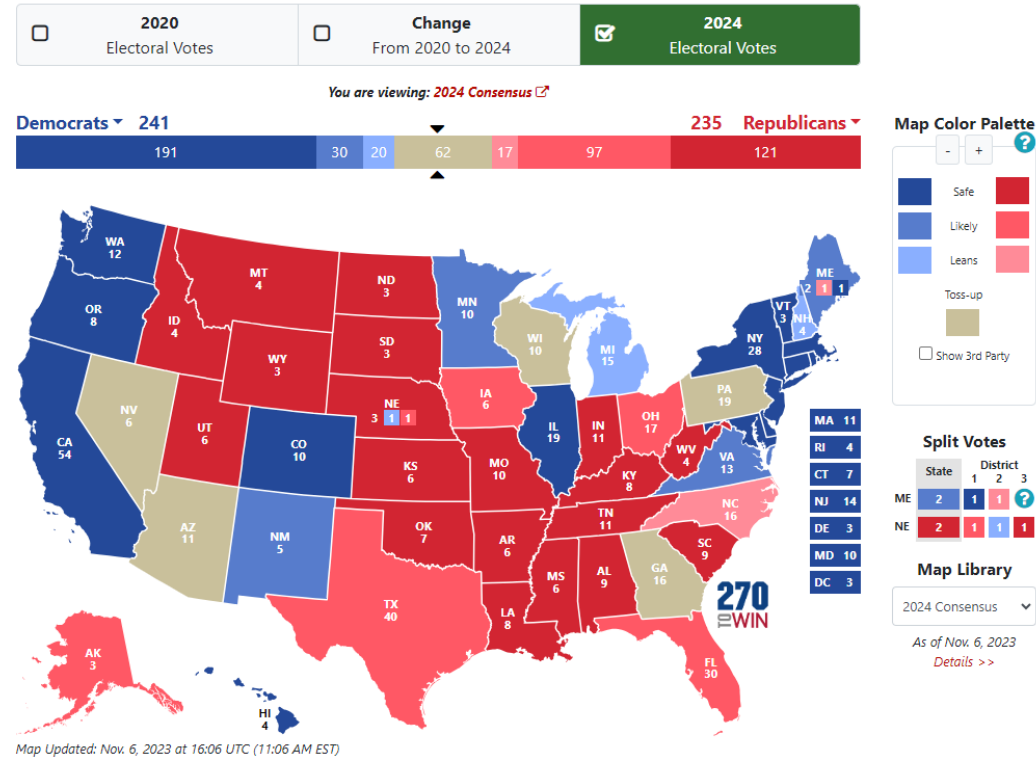 2020
Electoral Votes
Change
From 2020 to 2024
2024
Electoral Votes
You are viewing: 2024 Consensus
Democrats 241
235 Republicans
191 30 20 62 17 97 121
Map Color Palette
- +
?
Safe
Likely
Leans
Toss-up
Show 3rd Party
WA
12
OR
8
CA
54
NV
6
ID
4
MT
4
WY
3
UT
6
AZ
11
CO
10
NM
5
ND
3
SD
3
NE
3 1 1
KS
6
OK
7
TX
40
MN
10
IA
6
MO
10
AR
6
LA
8
WI
10
IL
19
MI
15
IN
11
OH
17
KY
8
TN
11
MS
6
AL
9
GA
16
FL
30
SC
9
NC
16
VA
13
WV
4
PA
19
NY
28
VT
3
NH
4
ME
2 1 1
AK
3
HI
4
MA 11
RI 4
CT 7
NJ 14
DE 3
MD 10
DC 3
270
TO WIN
Split Votes
State District
1 2 3
ME 2 1 1 ?
NE 2 1 1 1
Map Library
2024 Consensus
As of Nov. 6, 2023
Details >>
Map Updated: Nov. 6, 2023 at 16:06 UTC (11:06 AM EST)